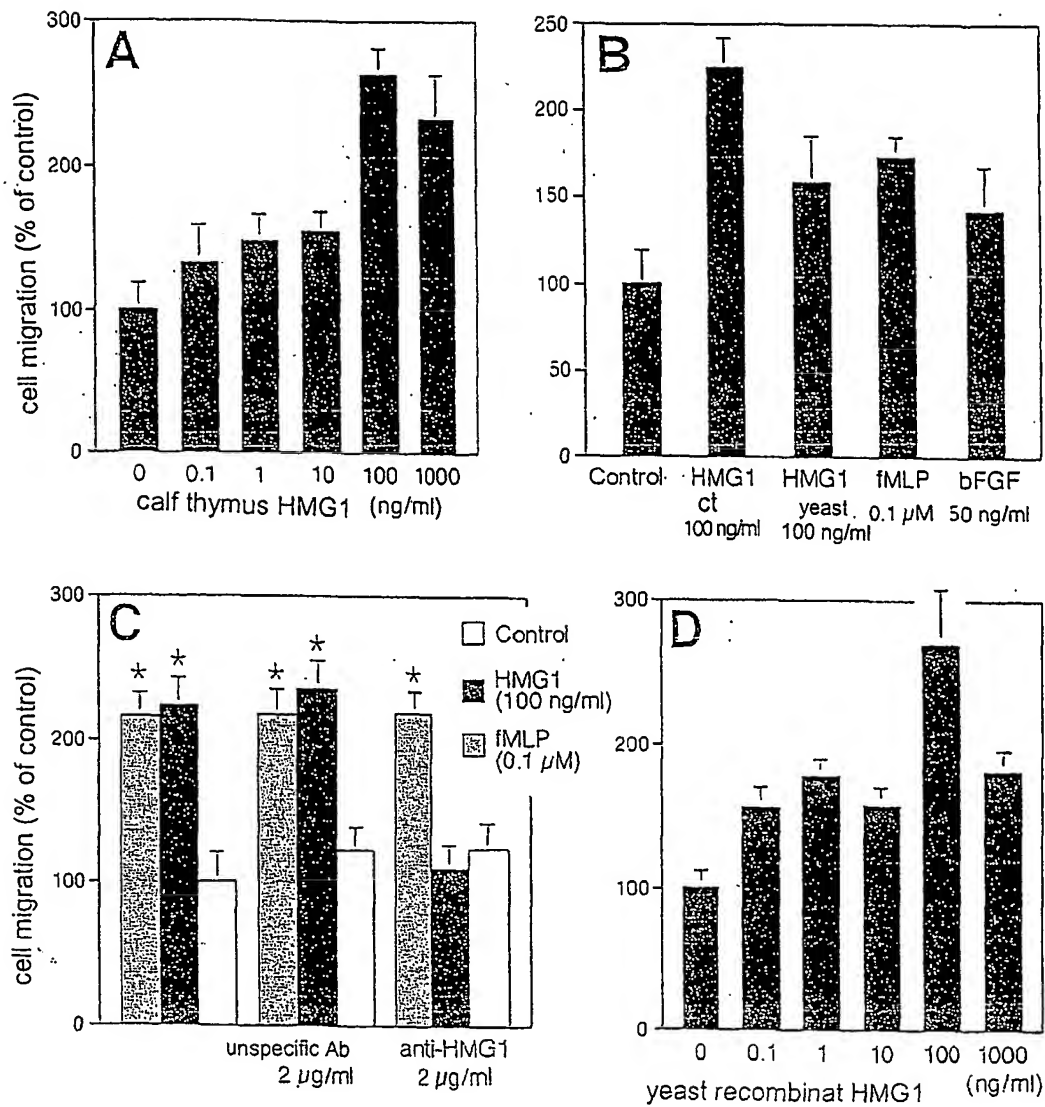 A
cell migration (% of control)
300
200
100
0
0 0.1 1 10 100 1000
calf thymus HMG1 (ng/ml)
B
250
200
150
100
50
0
Control HMG1 HMG1 fMLP bFGF
ct yeast 0.1 µM 50 ng/ml
100 ng/ml 100 ng/ml
C
cell migration (% of control)
300
200
100
0
* * * * *
Control
HMG1
(100 ng/ml)
fMLP
(0.1 µM)
unspecific Ab anti-HMG1
2 µg/ml 2 µg/ml
D
300
200
100
0
0 0.1 1 10 100 1000
yeast recombinat HMG1 (ng/ml)